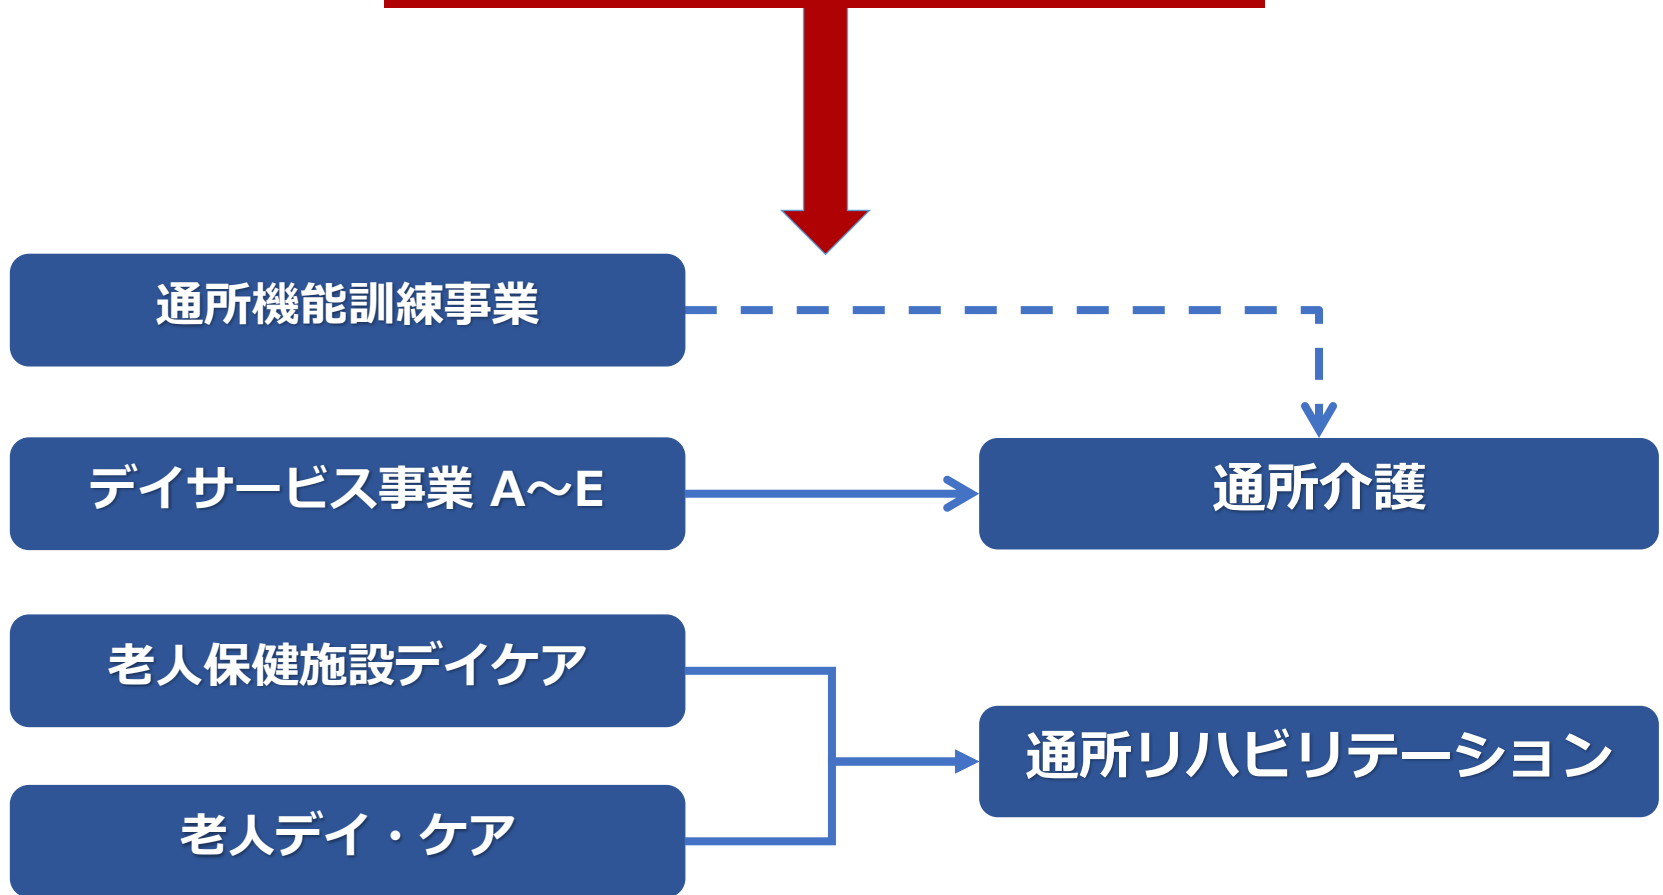 通所機能訓練事業
デイサービス事業 A～E
通所介護
老人保健施設デイケア
通所リハビリテーション
老人デイ・ケア